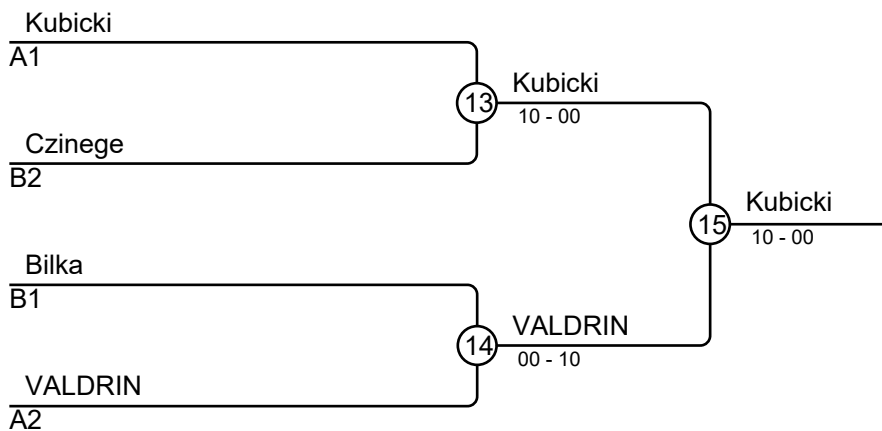 Kubicki
A1
13
Kubicki
10 - 00
Czinege
B2
15
Kubicki
10 - 00
Bilka
B1
14
VALDRIN
00 - 10
VALDRIN
A2